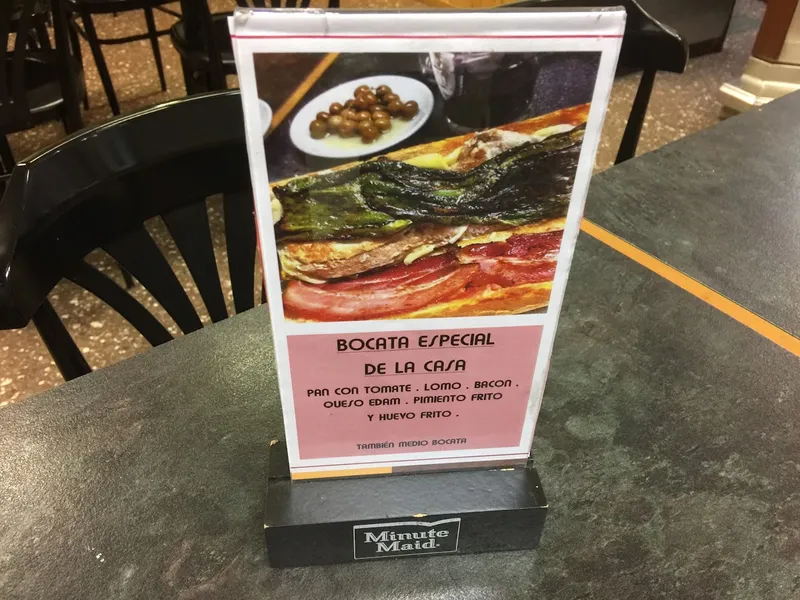 BOCATA ESPECIAL
DE LA CASA
PAN CON TOMATE . LOMO . BACON .
QUESO EDAM . PIMIENTO FRITO
Y HUEVO FRITO .
TAMBIÉN MEDIO BOCATA
Minute
Maid